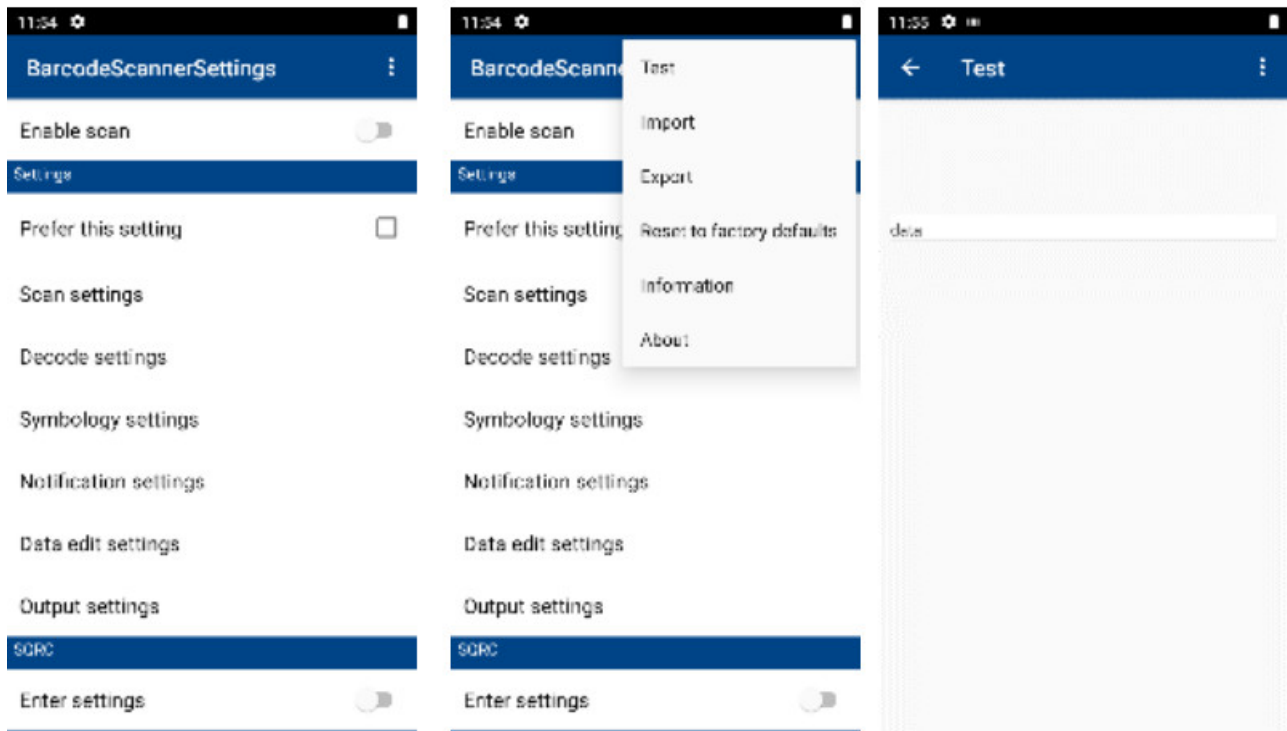 11:54
BarcodeScannerSettings
Enable scan
Settings
Prefer this setting
Scan settings
Decode settings
Symbology settings
Notification settings
Data edit settings
Output settings
SQRC
Enter settings
11:54
BarcodeScanne
Test
Import
Export
Reset to factory defaults
Information
About
Enable scan
Settings
Prefer this setting
Scan settings
Decode settings
Symbology settings
Notification settings
Data edit settings
Output settings
SQRC
Enter settings
11:55
Test
data